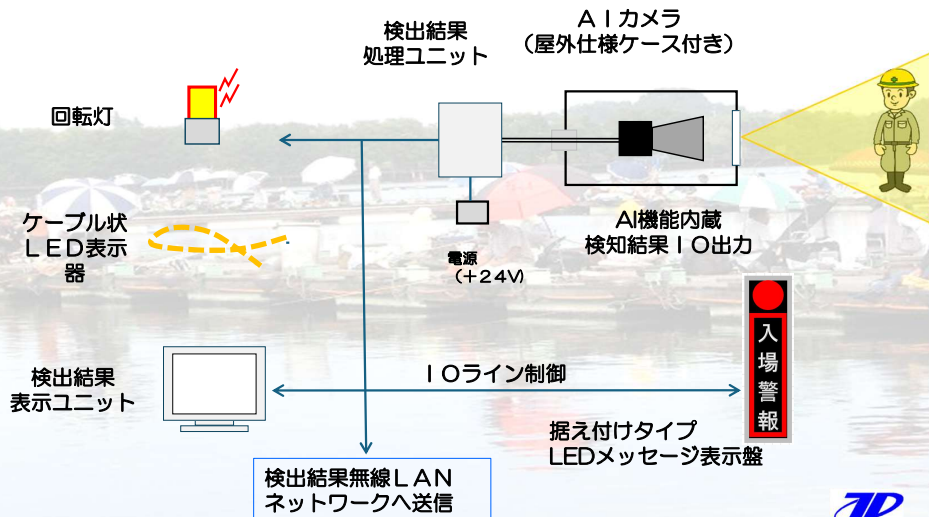 検出結果
処理ユニット
AIカメラ
(屋外仕様ケース付き)
回転灯
ケーブル状
LED表示
器
電源
(+24V)
AI機能内蔵
検知結果IO出力
入
場
警
報
検出結果
表示ユニット
IOライン制御
据え付けタイプ
LEDメッセージ表示盤
検出結果無線LAN
ネットワークへ送信